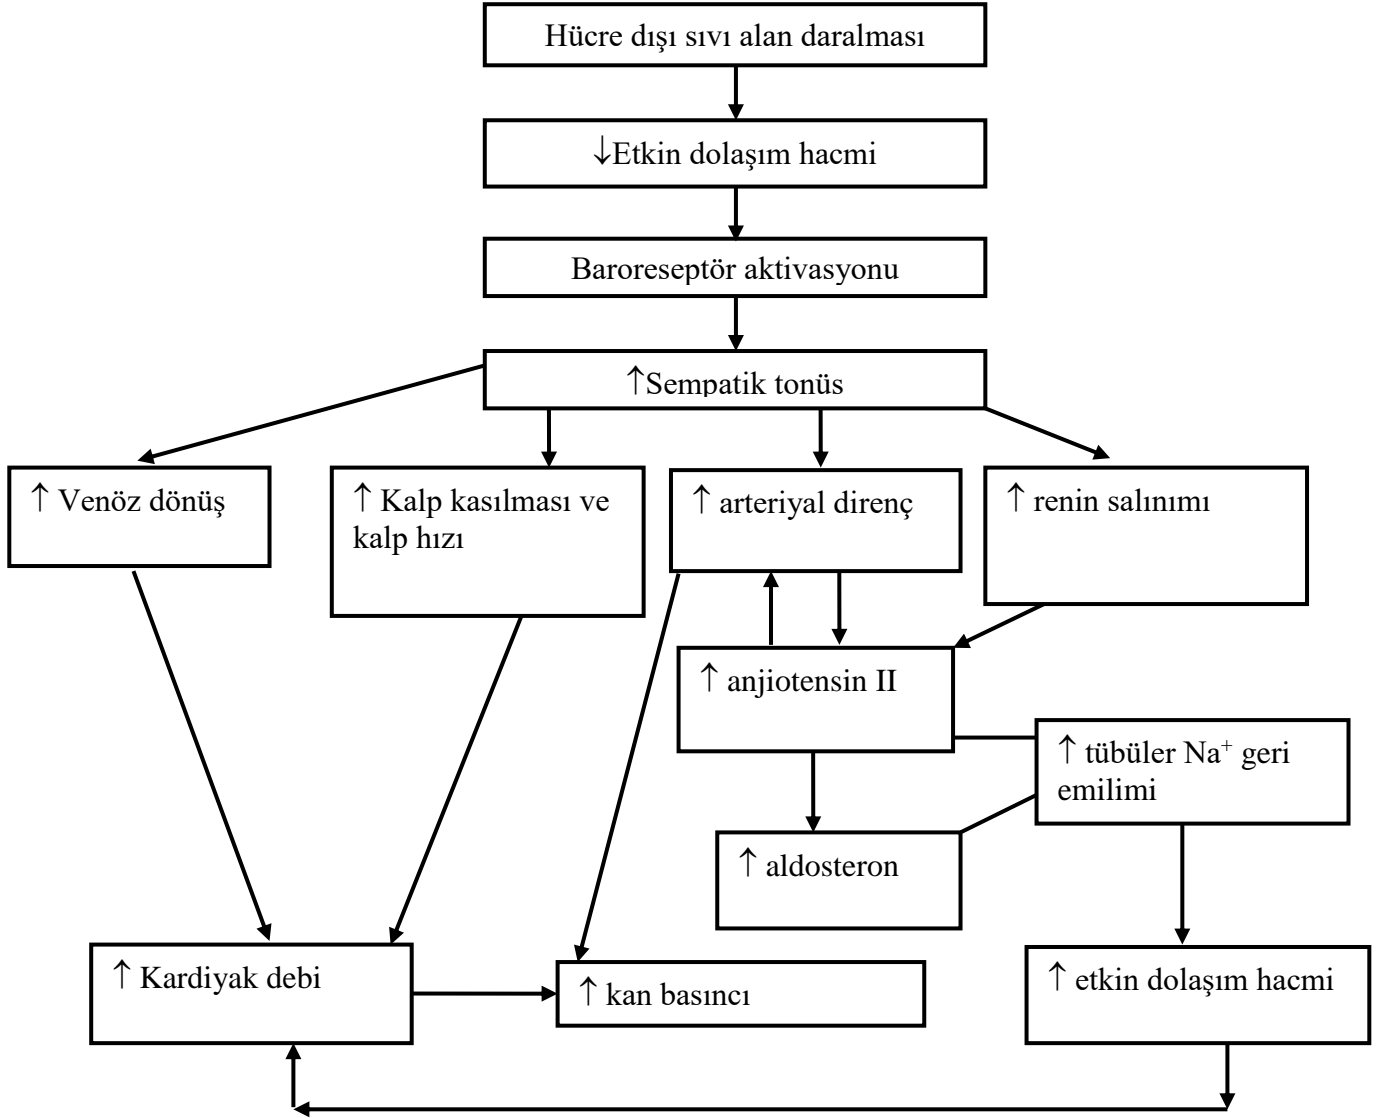 Hücre dışı sıvı alan daralması
↓Etkin dolaşım hacmi
Baroreseptör aktivasyonu
↑Sempatik tonüs
↑ Venöz dönüş
↑ Kalp kasılması ve
kalp hızı
↑ arteriyal direnç
↑ renin salınımı
↑ anjiotensin II
↑ tübüler Na⁺ geri
emilimi
↑ aldosteron
↑ Kardiyak debi
↑ kan basıncı
↑ etkin dolaşım hacmi